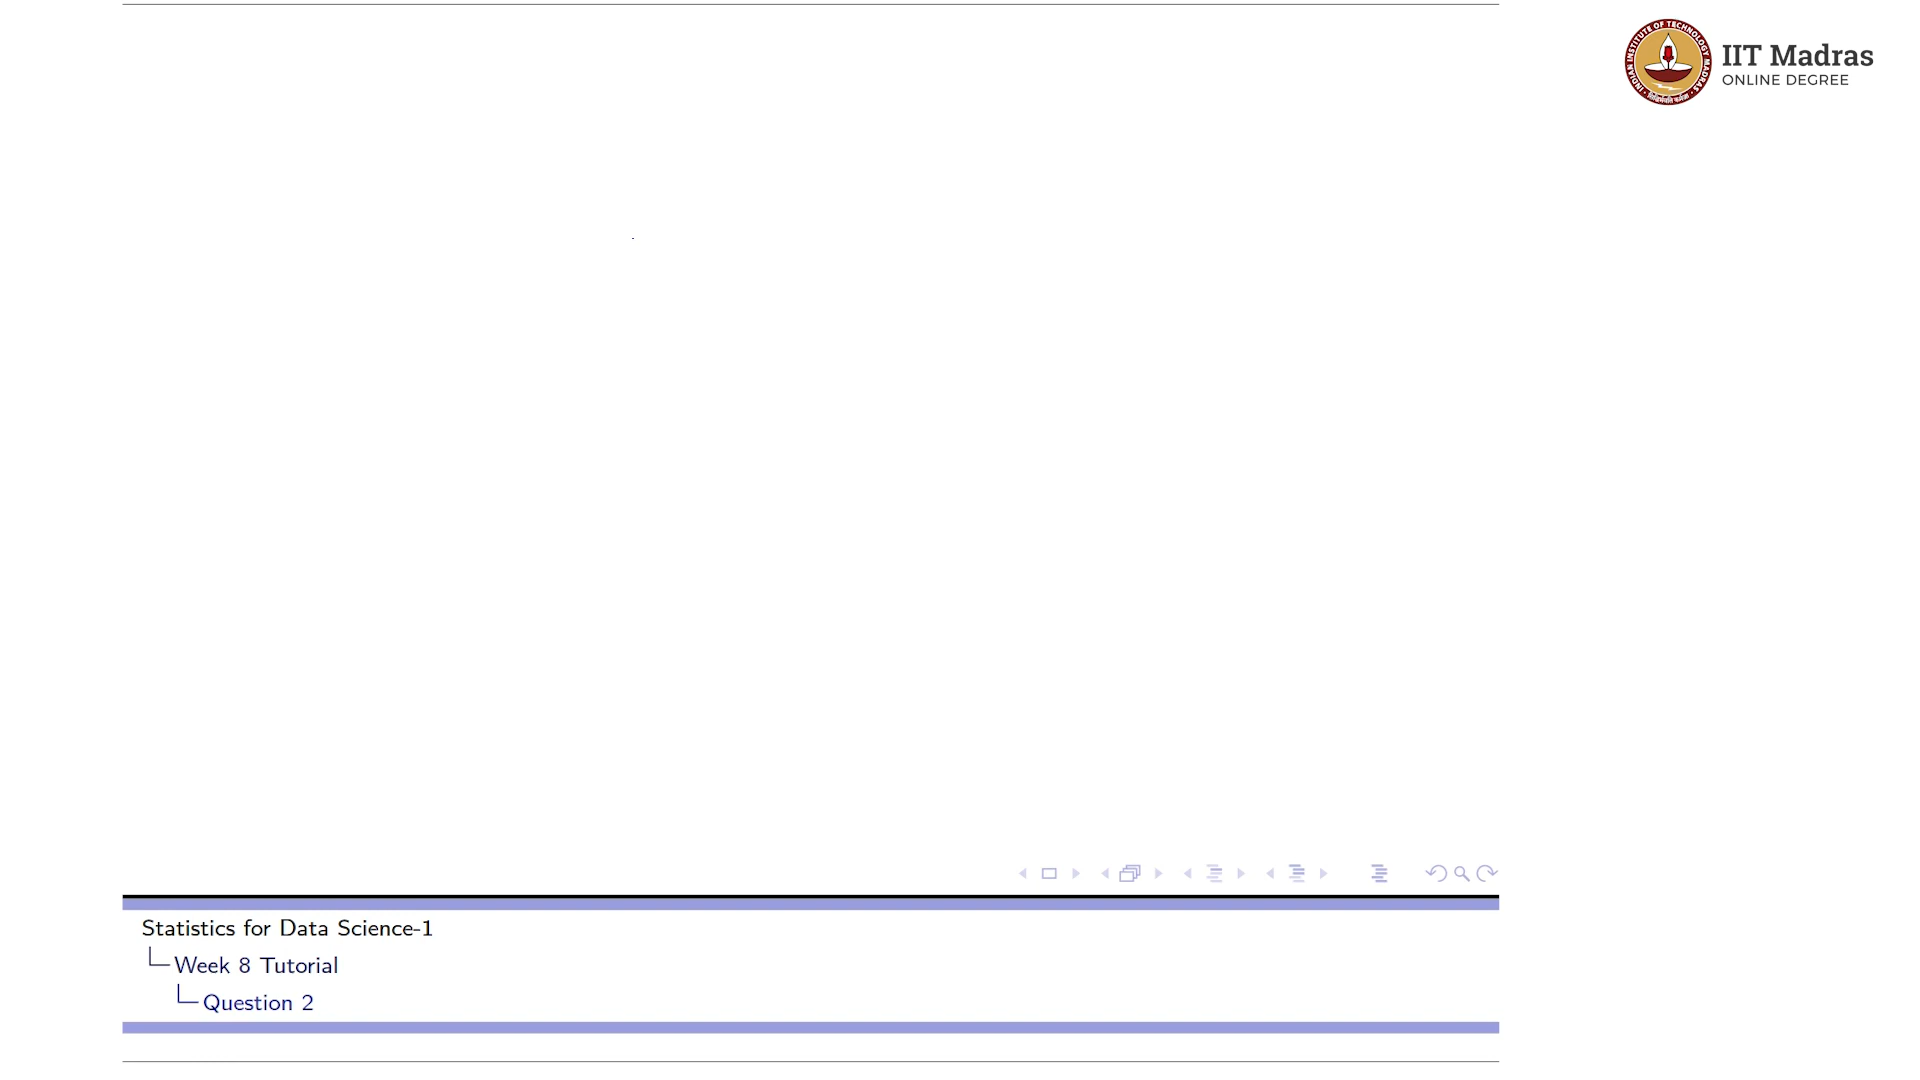 IIT Madras
ONLINE DEGREE
Statistics for Data Science-1
Week 8 Tutorial
Question 2